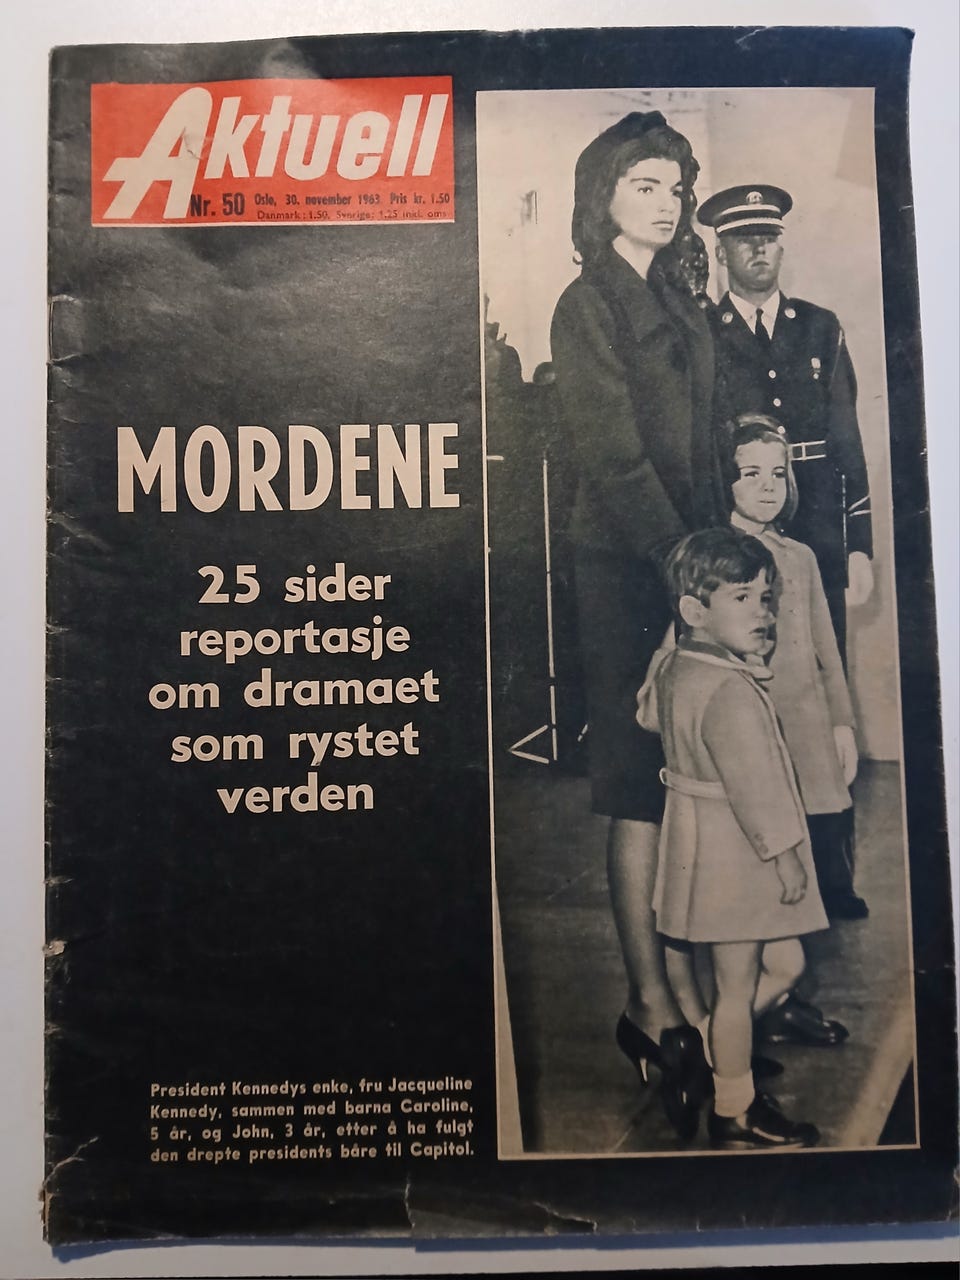 Aktuell
Nr. 50 Oslo, 30. november 1963 Pris kr. 1.50
Danmark: 1.50, Sverige: 1.25 inkl. oms
MORDENE
25 sider
reportasje
om dramaet
som rystet
verden
President Kennedys enke, fru Jacqueline
Kennedy, sammen med barna Caroline,
5 år, og John, 3 år, etter å ha fulgt
den drepte presidents båre til Capitol.